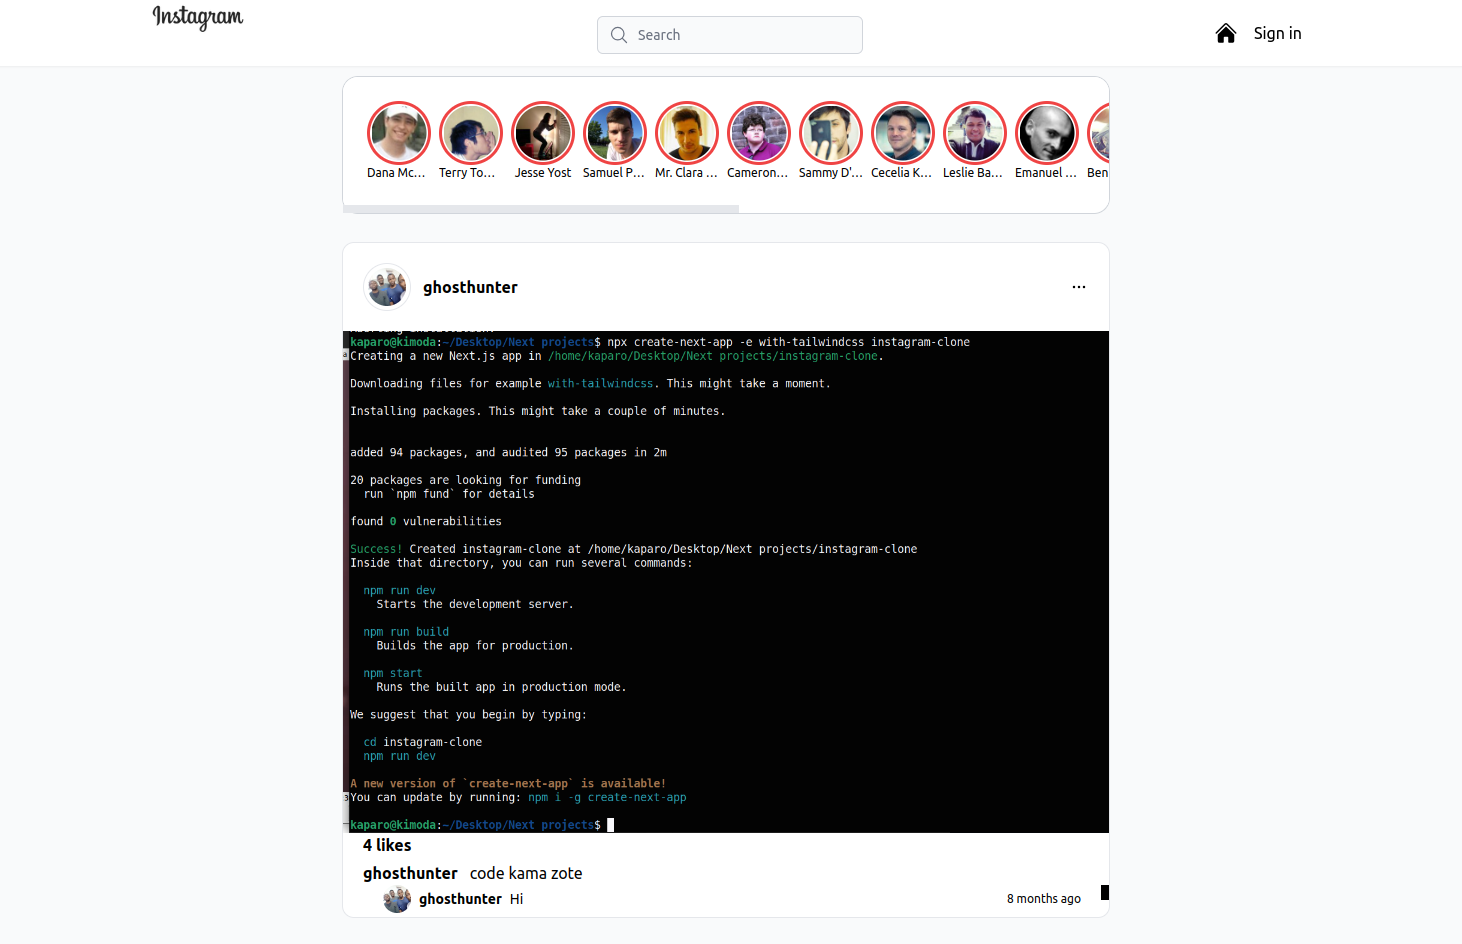 Instagram
Search
Sign in
Dana Mc...
Terry To...
Jesse Yost
Samuel P...
Mr. Clara ...
Cameron...
Sammy D'...
Cecelia K...
Leslie Ba...
Emanuel ...
Ben
ghosthunter
...
kaparo@kimoda:~/Desktop/Next projects$ npx create-next-app -e with-tailwindcss instagram-clone
Creating a new Next.js app in /home/kaparo/Desktop/Next projects/instagram-clone.
Downloading files for example with-tailwindcss. This might take a moment.
Installing packages. This might take a couple of minutes.
added 94 packages, and audited 95 packages in 2m
20 packages are looking for funding
run `npm fund` for details
found 0 vulnerabilities
Success! Created instagram-clone at /home/kaparo/Desktop/Next projects/instagram-clone
Inside that directory, you can run several commands:
npm run dev
Starts the development server.
npm run build
Builds the app for production.
npm start
Runs the built app in production mode.
We suggest that you begin by typing:
cd instagram-clone
npm run dev
A new version of `create-next-app` is available!
You can update by running: npm i -g create-next-app
kaparo@kimoda:~/Desktop/Next projects$
4 likes
ghosthunter code kama zote
ghosthunter Hi 8 months ago